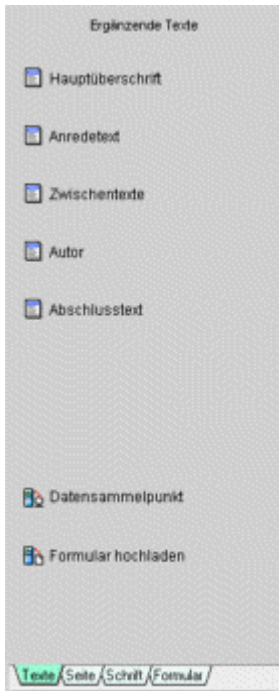 Ergänzende Texte
Hauptüberschrift
Anredetext
Zwischentexte
Autor
Abschlusstext
Datensammelpunkt
Formular hochladen
Texte Seite Schrift Formular